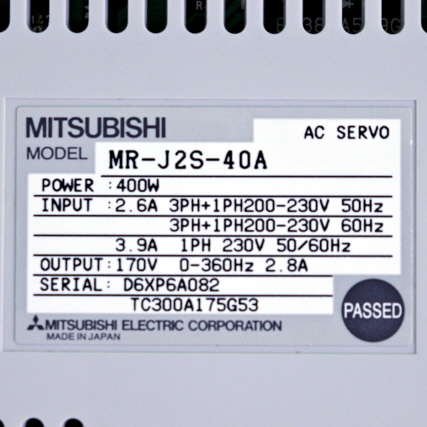 MITSUBISHI
AC SERVO
MODEL MR-J2S-40A
POWER :400W
INPUT :2.6A 3PH+1PH200-230V 50Hz
3PH+1PH200-230V 60Hz
3.9A 1PH 230V 50/60Hz
OUTPUT:170V 0-360Hz 2.8A
SERIAL: D6XP6A082
TC300A175G53
PASSED
MITSUBISHI ELECTRIC CORPORATION
MADE IN JAPAN